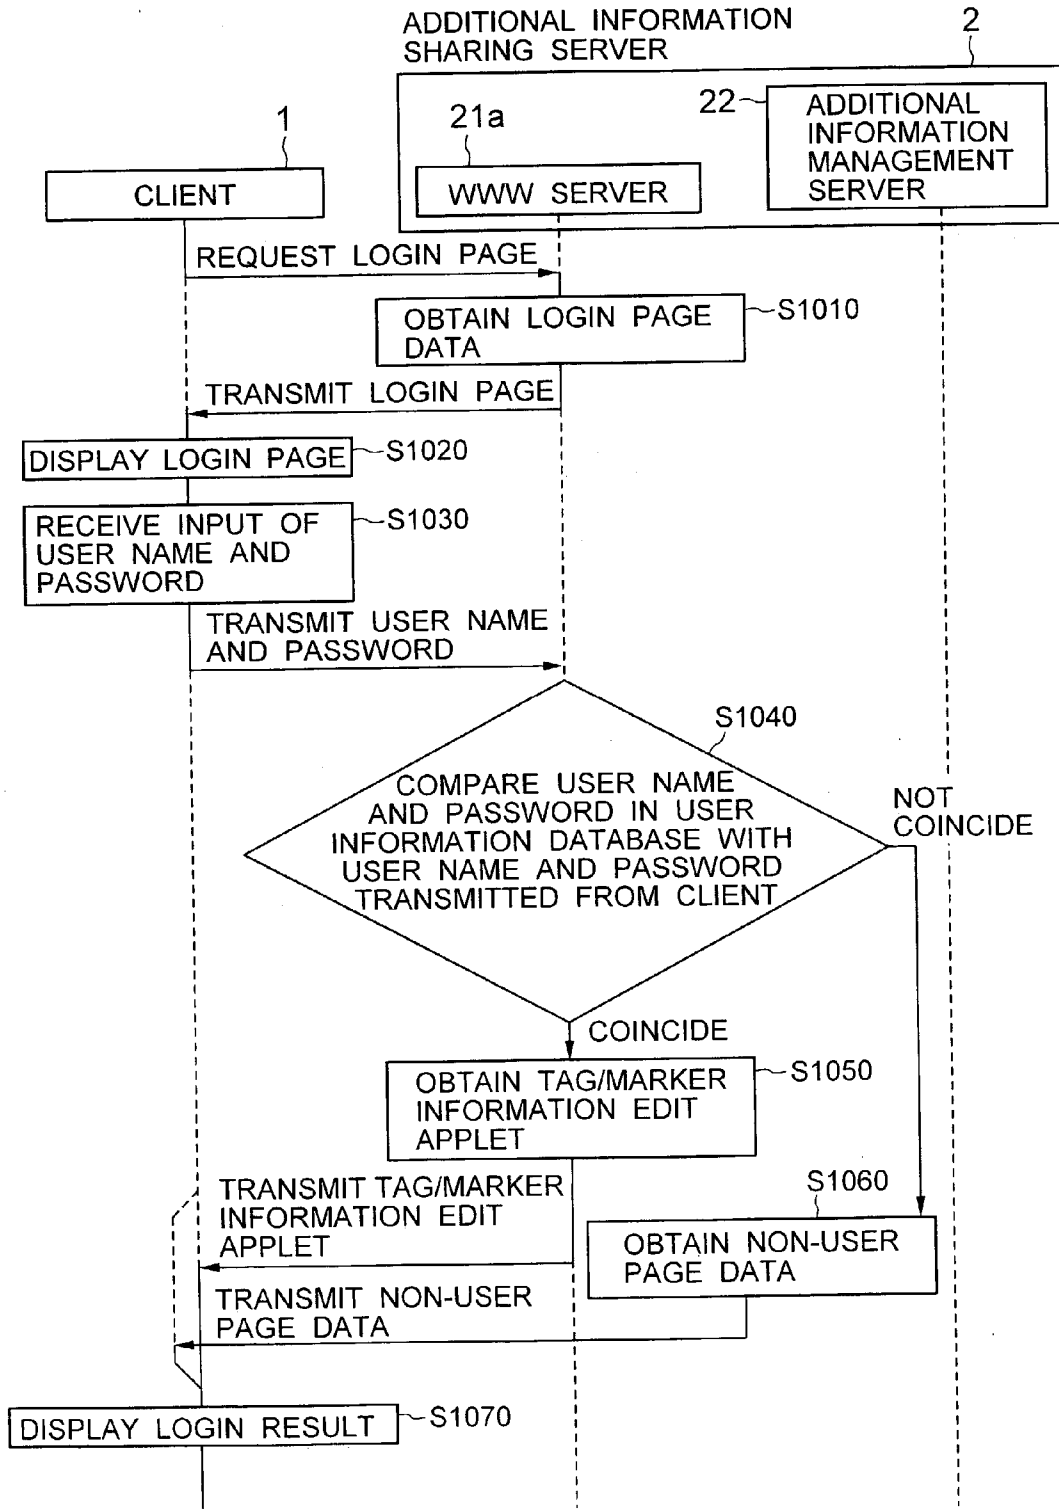 ADDITIONAL INFORMATION
SHARING SERVER
2
1
21a
22
ADDITIONAL
INFORMATION
MANAGEMENT
SERVER
CLIENT
WWW SERVER
REQUEST LOGIN PAGE
OBTAIN LOGIN PAGE
DATA
S1010
TRANSMIT LOGIN PAGE
DISPLAY LOGIN PAGE
S1020
RECEIVE INPUT OF
USER NAME AND
PASSWORD
S1030
TRANSMIT USER NAME
AND PASSWORD
S1040
COMPARE USER NAME
AND PASSWORD IN USER
INFORMATION DATABASE WITH
USER NAME AND PASSWORD
TRANSMITTED FROM CLIENT
NOT
COINCIDE
COINCIDE
OBTAIN TAG/MARKER
INFORMATION EDIT
APPLET
S1050
TRANSMIT TAG/MARKER
INFORMATION EDIT
APPLET
S1060
OBTAIN NON-USER
PAGE DATA
TRANSMIT NON-USER
PAGE DATA
DISPLAY LOGIN RESULT
S1070